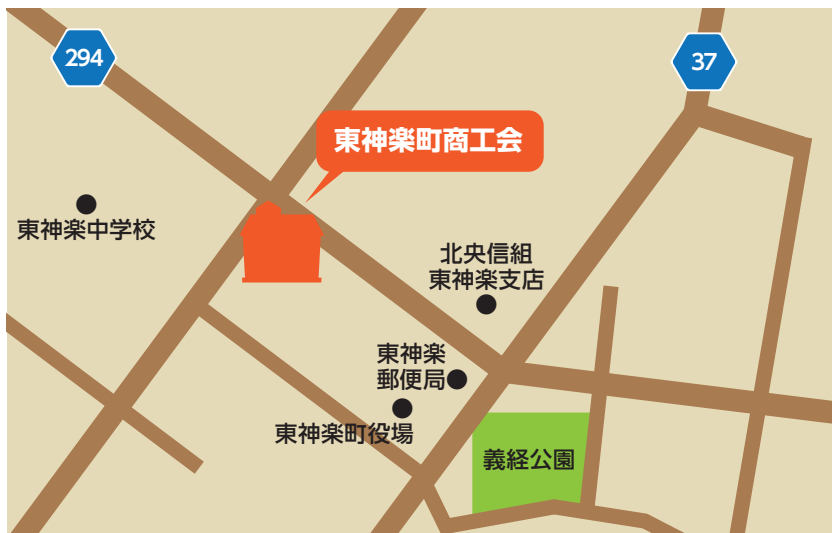 294
37
東神楽町商工会
東神楽中学校
北央信組
東神楽支店
東神楽
郵便局
東神楽町役場
義経公園